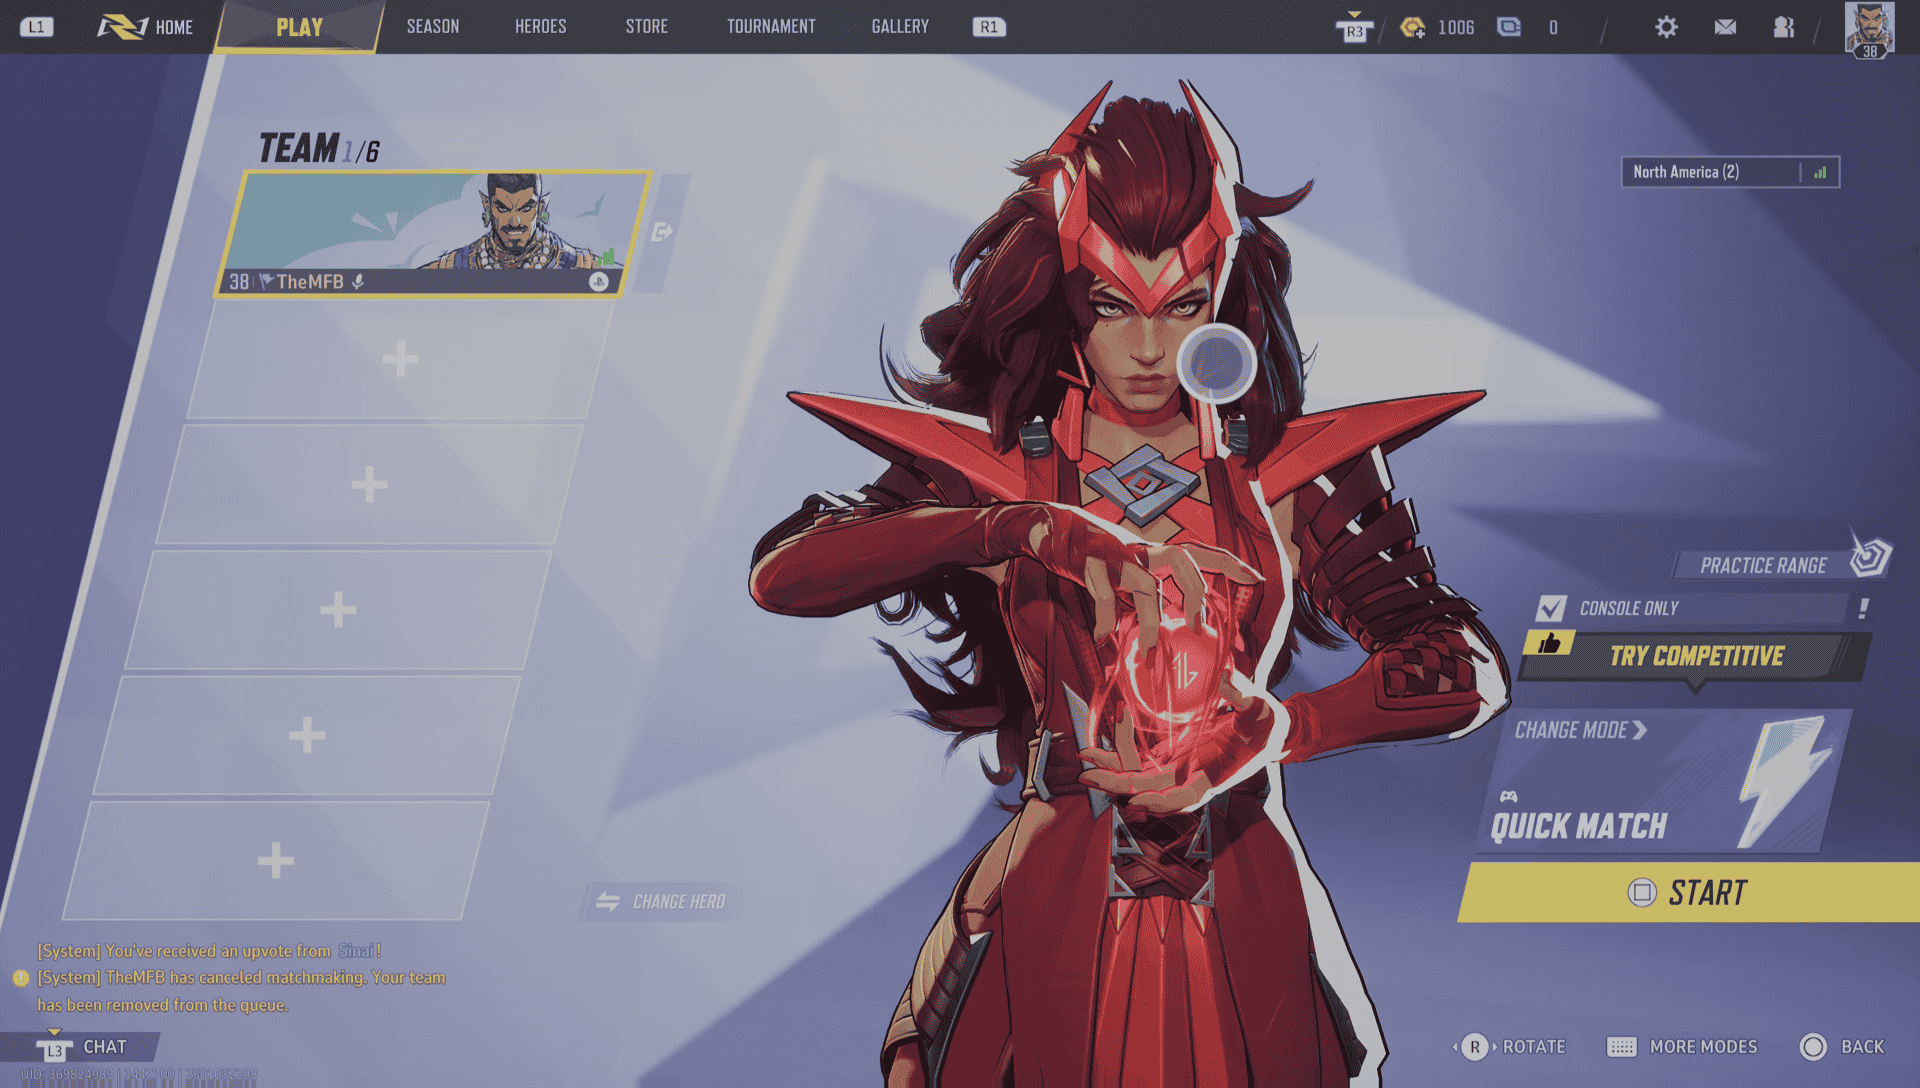 L1 HOME PLAY SEASON HEROES STORE TOURNAMENT GALLERY R1 R3 1006 0
38
TEAM 1/6
North America (2)
38 TheMFB
PRACTICE RANGE
CONSOLE ONLY
TRY COMPETITIVE
CHANGE MODE
QUICK MATCH
START
CHANGE HERO
[System] You've received an upvote from Sinai!
[System] TheMFB has canceled matchmaking. Your team
has been removed from the queue.
L3 CHAT
R ROTATE MORE MODES BACK